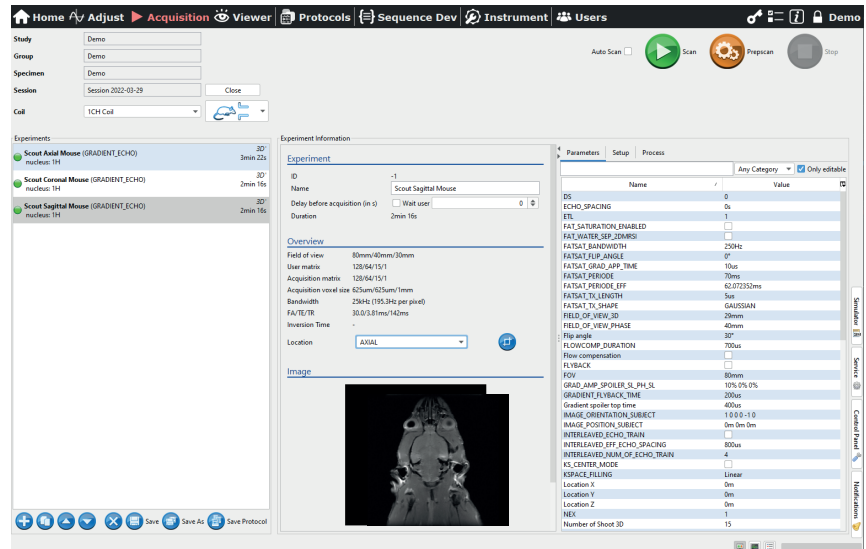 Home Adjust Acquisition Viewer Protocols Sequence Dev Instrument Users Demo
Study Demo
Group Demo
Specimen Demo
Session Session 2022-03-29 Close
Coil 1CH Coil
Auto Scan Scan Prepscan Stop
Experiments
Scout Axial Mouse (GRADIENT_ECHO) 3D
nucleus: 1H 3min 22s
Scout Coronal Mouse (GRADIENT_ECHO) 3D
nucleus: 1H 2min 16s
Scout Sagittal Mouse (GRADIENT_ECHO) 3D
nucleus: 1H 2min 16s
Save Save As Save Protocol
Experiment Information
Experiment
ID -1
Name Scout Sagittal Mouse
Delay before acquisition (in s) Wait user 0
Duration 2min 16s
Overview
Field of view 80mm/40mm/30mm
User matrix 128/64/15/1
Acquisition matrix 128/64/15/1
Acquisition voxel size 625um/625um/1mm
Bandwidth 25kHz (195.3Hz per pixel)
FA/TE/TR 30.0/3.81ms/142ms
Inversion Time -
Location AXIAL
Image
Parameters Setup Process
Any Category Only editable
Name Value
DS 0
ECHO_SPACING 0s
ETL 1
FAT_SATURATION_ENABLED
FAT_WATER_SEP_2DMRSI
FATSAT_BANDWIDTH 250Hz
FATSAT_FLIP_ANGLE 0°
FATSAT_GRAD_APP_TIME 10us
FATSAT_PERIODE 70ms
FATSAT_PERIODE_EFF 62.072352ms
FATSAT_TX_LENGTH 5us
FATSAT_TX_SHAPE GAUSSIAN
FIELD_OF_VIEW_3D 29mm
FIELD_OF_VIEW_PHASE 40mm
Flip angle 30°
FLOWCOMP_DURATION 700us
Flow compensation
FLYBACK
FOV 80mm
GRAD_AMP_SPOILER_SL_PH_SL 10% 0% 0%
GRADIENT_FLYBACK_TIME 200us
Gradient spoiler top time 400us
IMAGE_ORIENTATION_SUBJECT 1 0 0 0 -1 0
IMAGE_POSITION_SUBJECT 0m 0m 0m
INTERLEAVED_ECHO_TRAIN
INTERLEAVED_EFF_ECHO_SPACING 800us
INTERLEAVED_NUM_OF_ECHO_TRAIN 4
KS_CENTER_MODE
KSPACE_FILLING Linear
Location X 0m
Location Y 0m
Location Z 0m
NEX 1
Number of Shoot 3D 15
Simulator
Service
Control Panel
Notifications